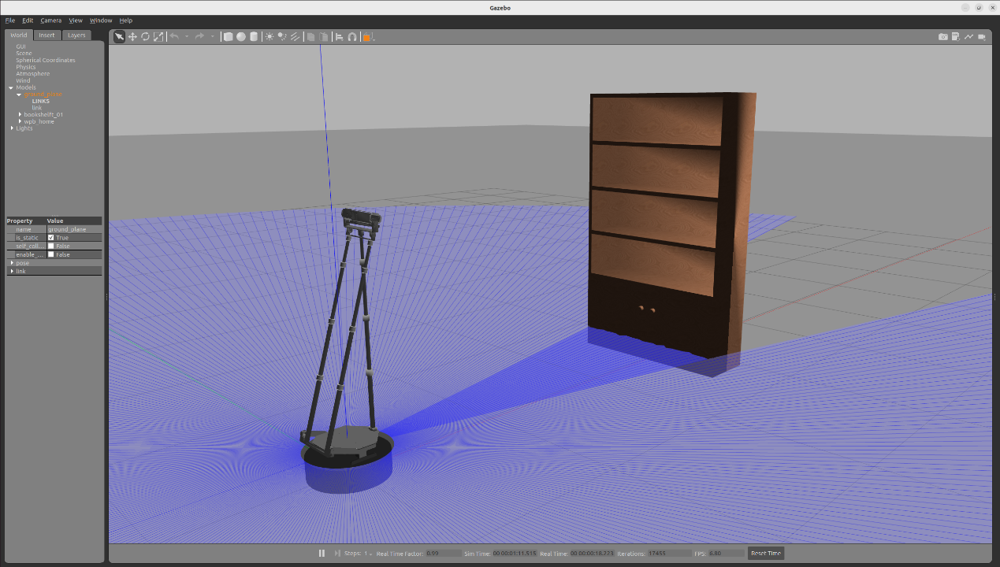 Gazebo
File Edit Camera View Window Help
World Insert Layers
GUI
Scene
Spherical Coordinates
Physics
Atmosphere
Wind
Models
ground_plane
LINKS
link
bookshelft_01
wpb_home
Lights
Property Value
name ground_plane
is_static True
self_coll... False
enable_... False
pose
link
Steps: 1 Real Time Factor: 0.99 Sim Time: 00 00:01:11.515 Real Time: 00 00:00:18.223 Iterations: 17455 FPS: 0.80 Reset Time